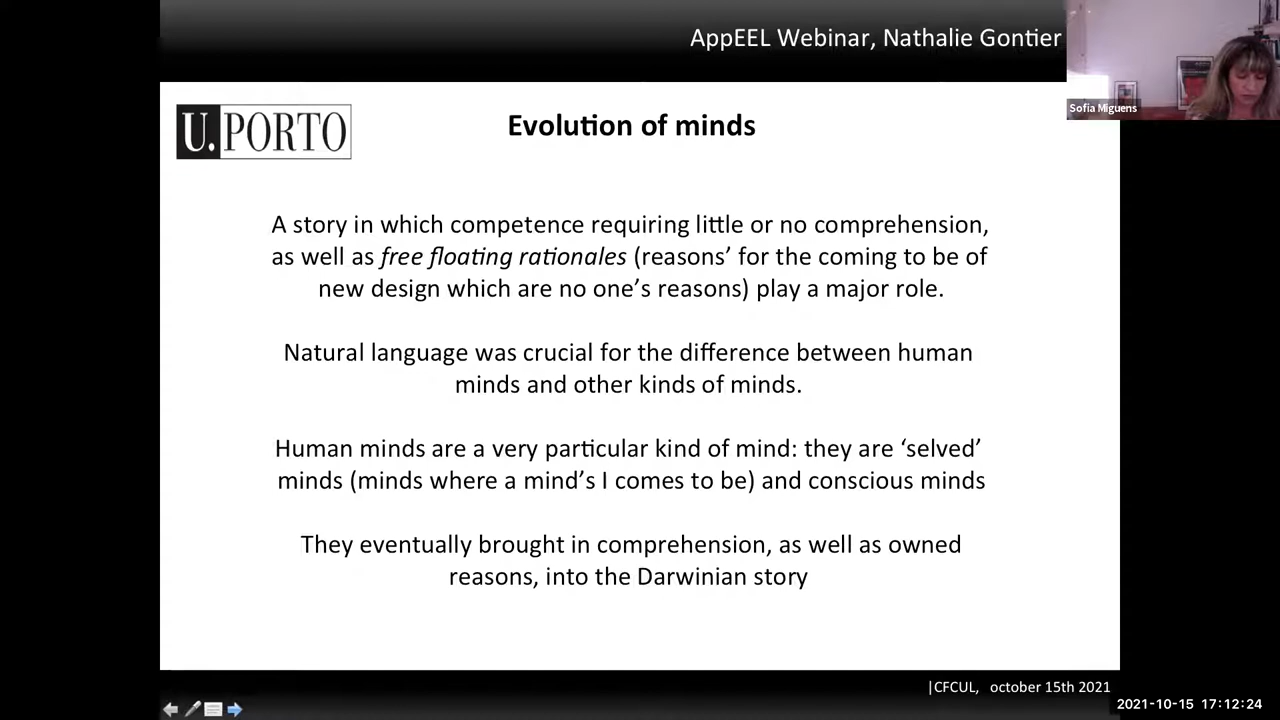 AppEEL Webinar, Nathalie Gontier
Sofia Miguens
U.PORTO
Evolution of minds
A story in which competence requiring little or no comprehension,
as well as free floating rationales (reasons’ for the coming to be of
new design which are no one’s reasons) play a major role.
Natural language was crucial for the difference between human
minds and other kinds of minds.
Human minds are a very particular kind of mind: they are ‘selved’
minds (minds where a mind’s I comes to be) and conscious minds
They eventually brought in comprehension, as well as owned
reasons, into the Darwinian story
|CFCUL, october 15th 2021
2021-10-15 17:12:24